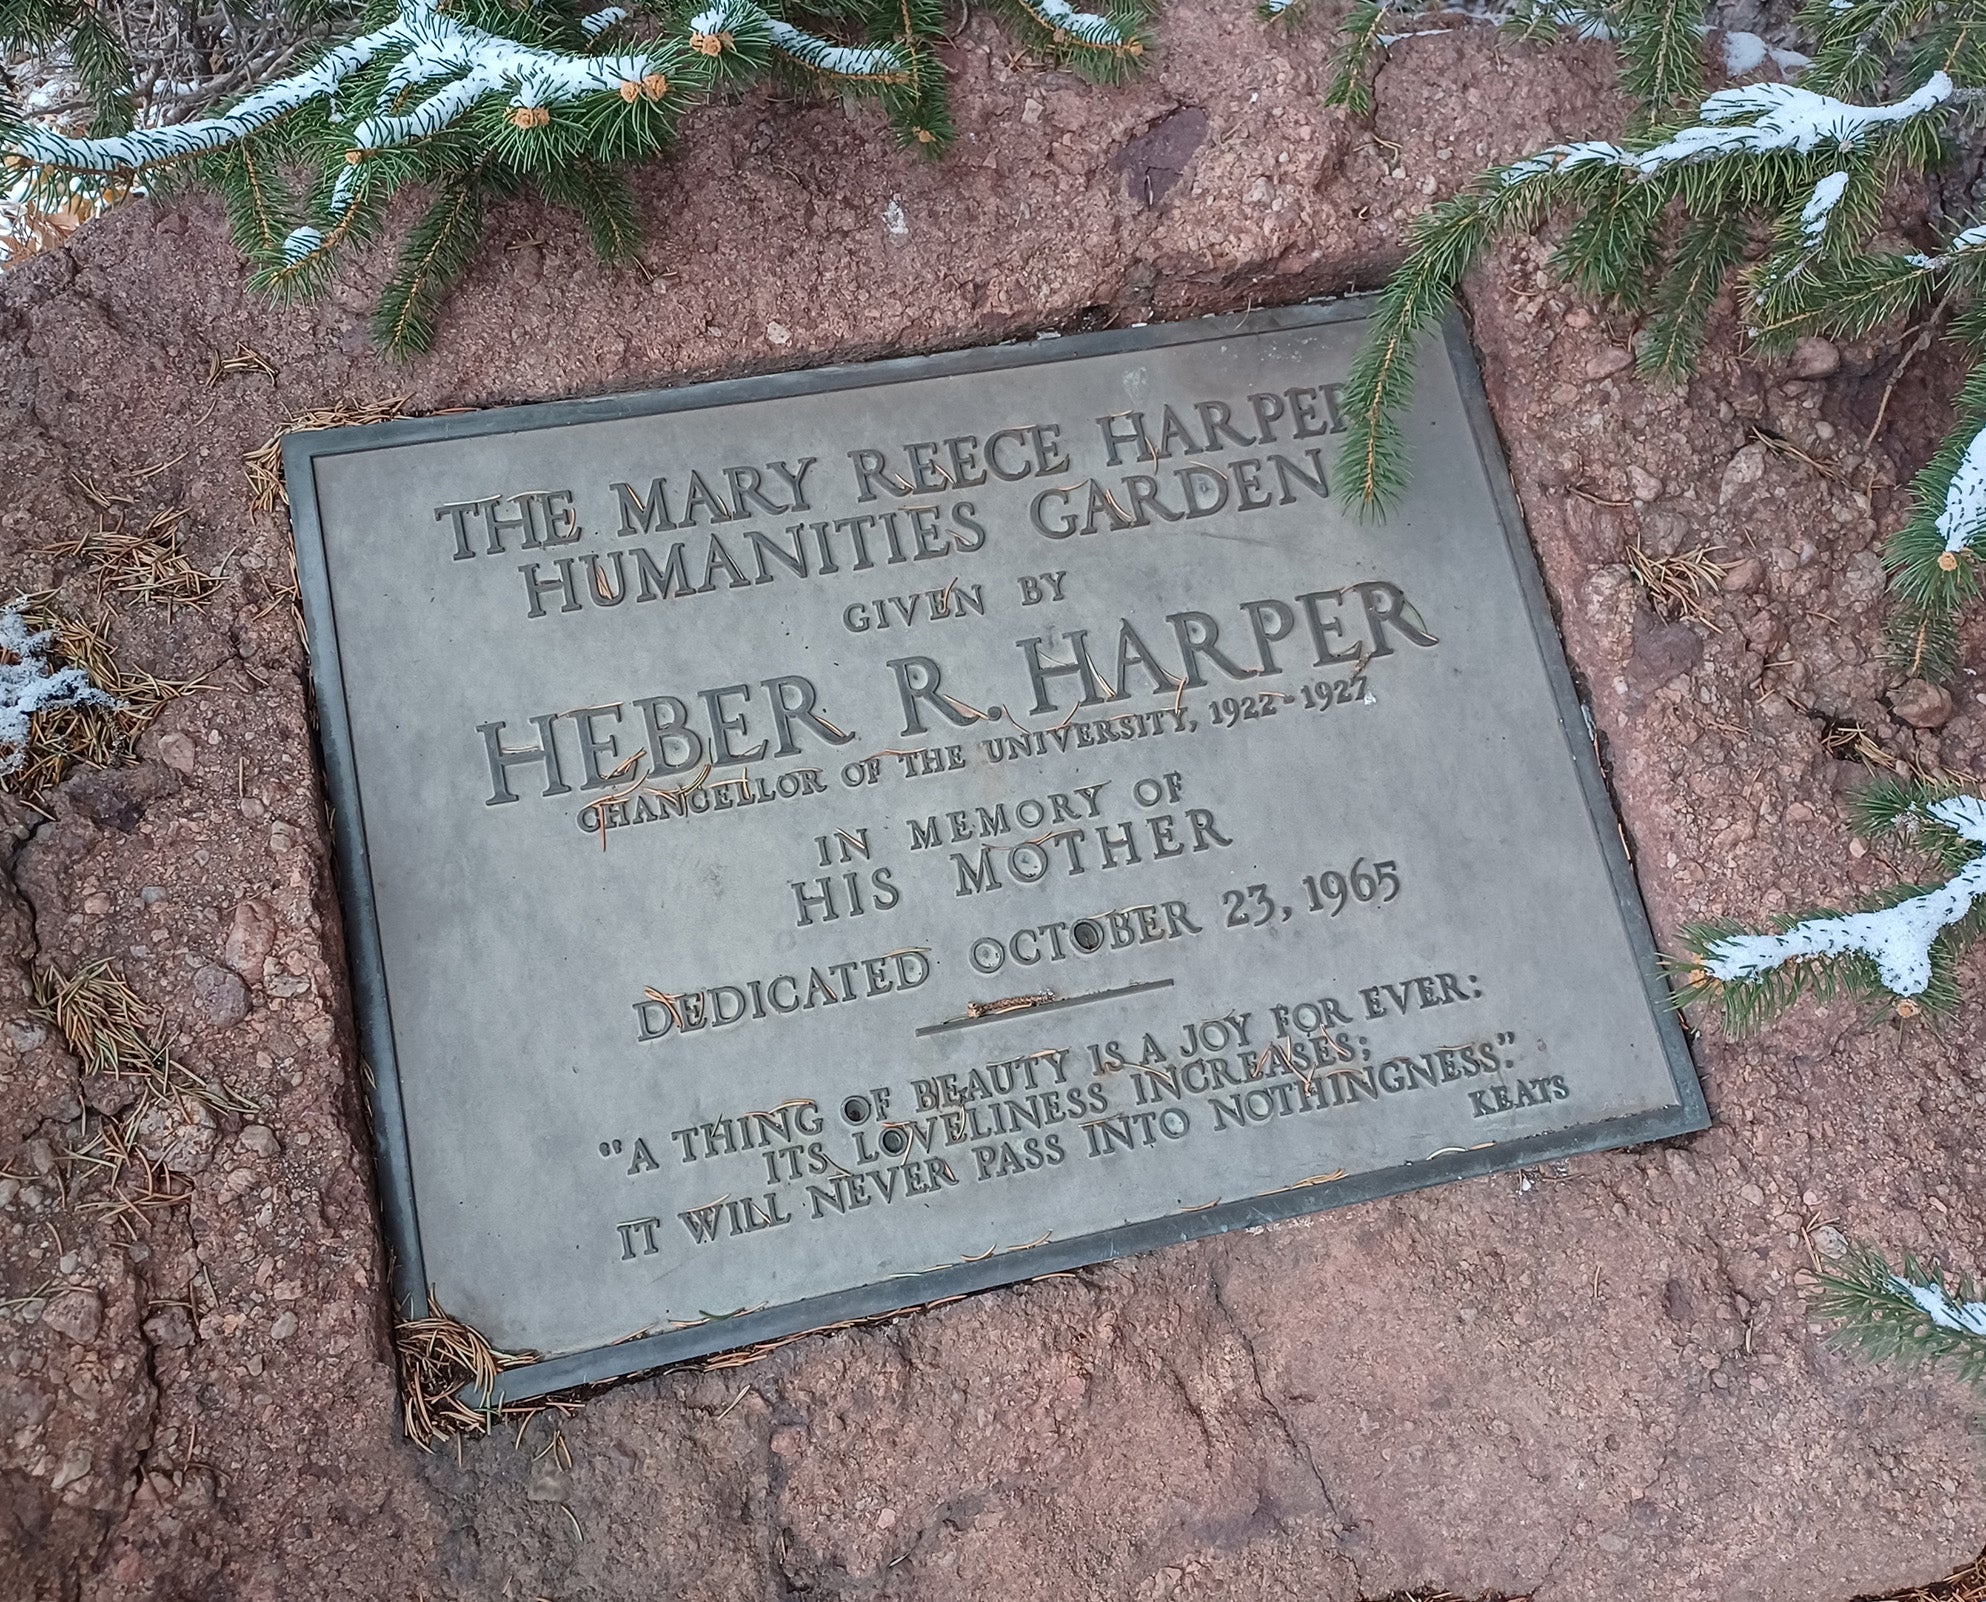 THE MARY REECE HARPER
HUMANITIES GARDEN
GIVEN BY
HEBER R. HARPER
CHANCELLOR OF THE UNIVERSITY, 1922-1927
IN MEMORY OF
HIS MOTHER
DEDICATED OCTOBER 23, 1965
"A THING OF BEAUTY IS A JOY FOR EVER:
ITS LOVELINESS INCREASES;
IT WILL NEVER PASS INTO NOTHINGNESS."
KEATS